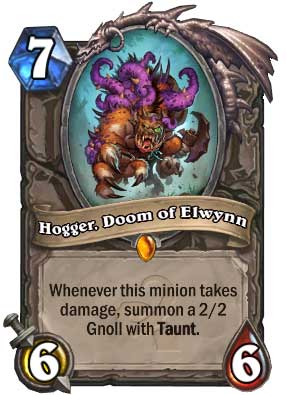 7
Hogger, Doom of Elwynn
Whenever this minion takes
damage, summon a 2/2
Gnoll with Taunt.
6 6